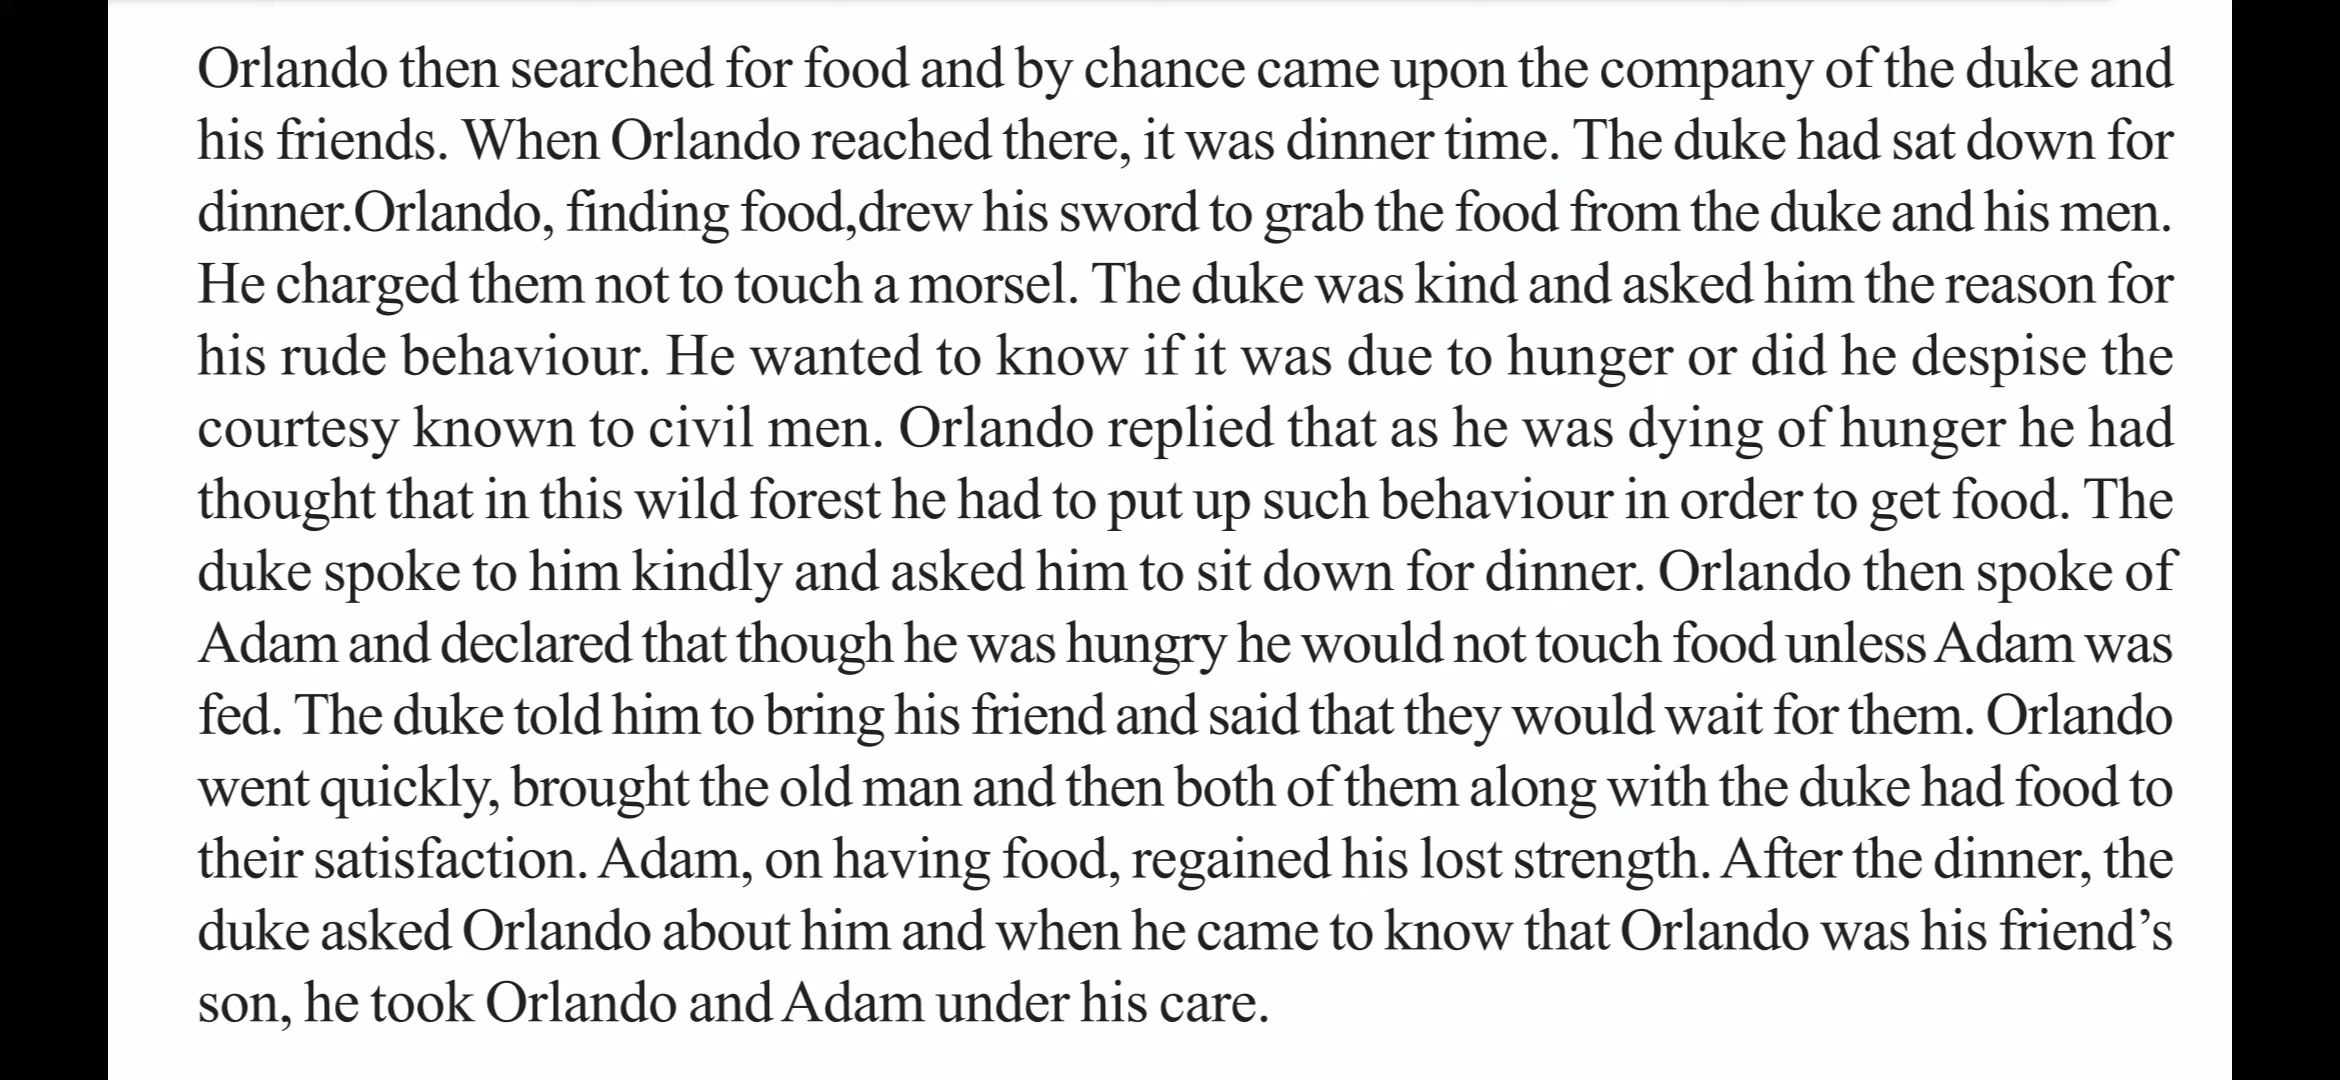 Orlando then searched for food and by chance came upon the company of the duke and
his friends. When Orlando reached there, it was dinner time. The duke had sat down for
dinner.Orlando, finding food,drew his sword to grab the food from the duke and his men.
He charged them not to touch a morsel. The duke was kind and asked him the reason for
his rude behaviour. He wanted to know if it was due to hunger or did he despise the
courtesy known to civil men. Orlando replied that as he was dying of hunger he had
thought that in this wild forest he had to put up such behaviour in order to get food. The
duke spoke to him kindly and asked him to sit down for dinner. Orlando then spoke of
Adam and declared that though he was hungry he would not touch food unless Adam was
fed. The duke told him to bring his friend and said that they would wait for them. Orlando
went quickly, brought the old man and then both of them along with the duke had food to
their satisfaction. Adam, on having food, regained his lost strength. After the dinner, the
duke asked Orlando about him and when he came to know that Orlando was his friend’s
son, he took Orlando and Adam under his care.